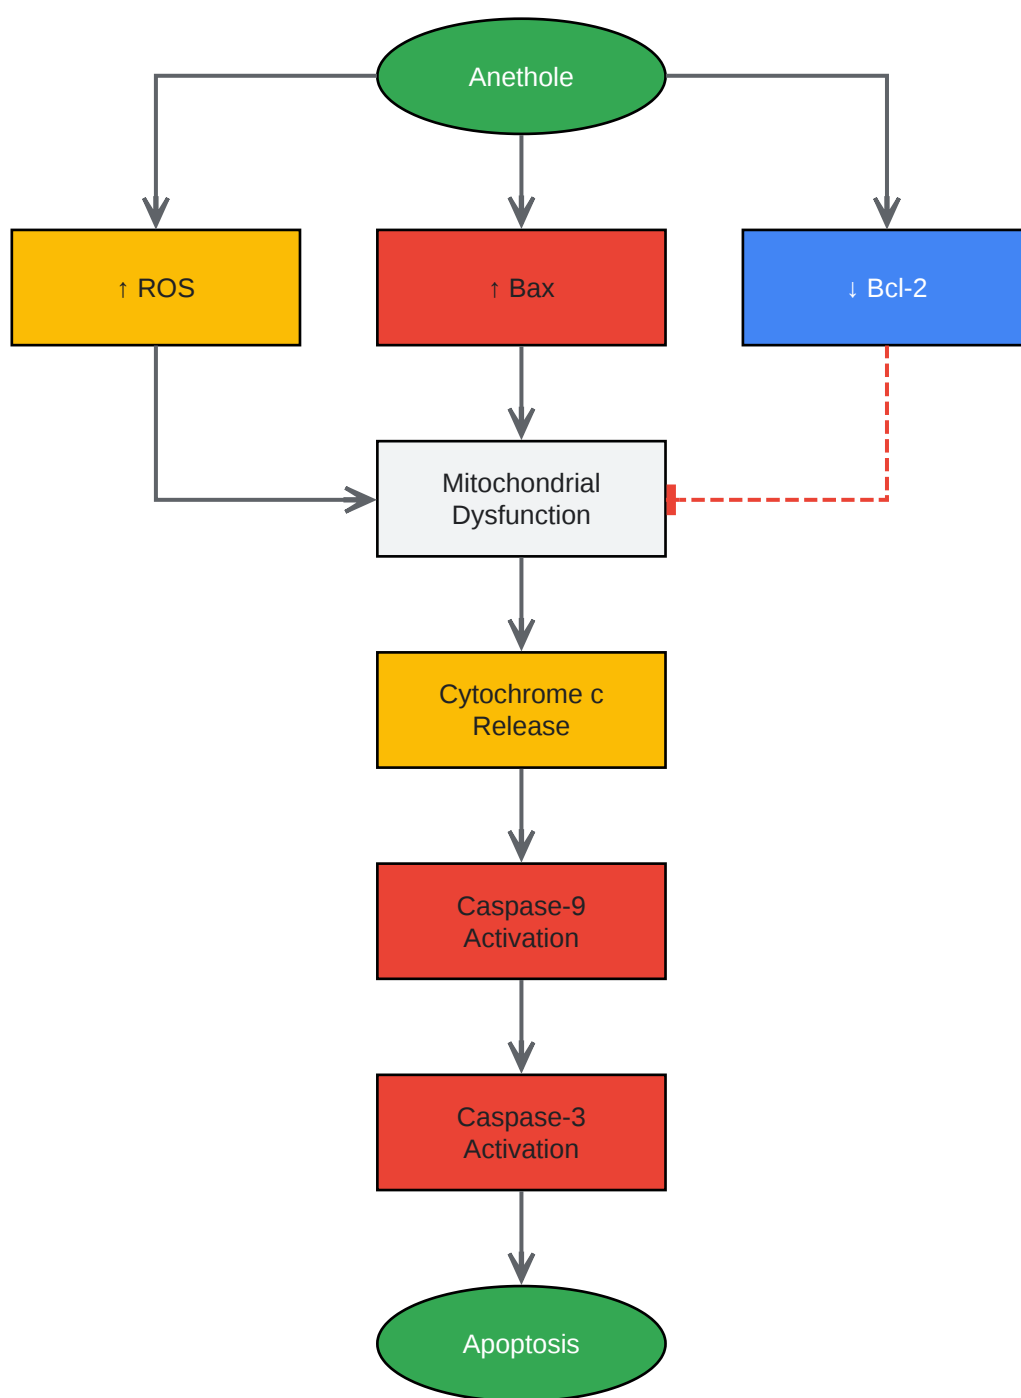 Anethole
↑ ROS
↑ Bax
↓ Bcl-2
Mitochondrial
Dysfunction
Cytochrome c
Release
Caspase-9
Activation
Caspase-3
Activation
Apoptosis